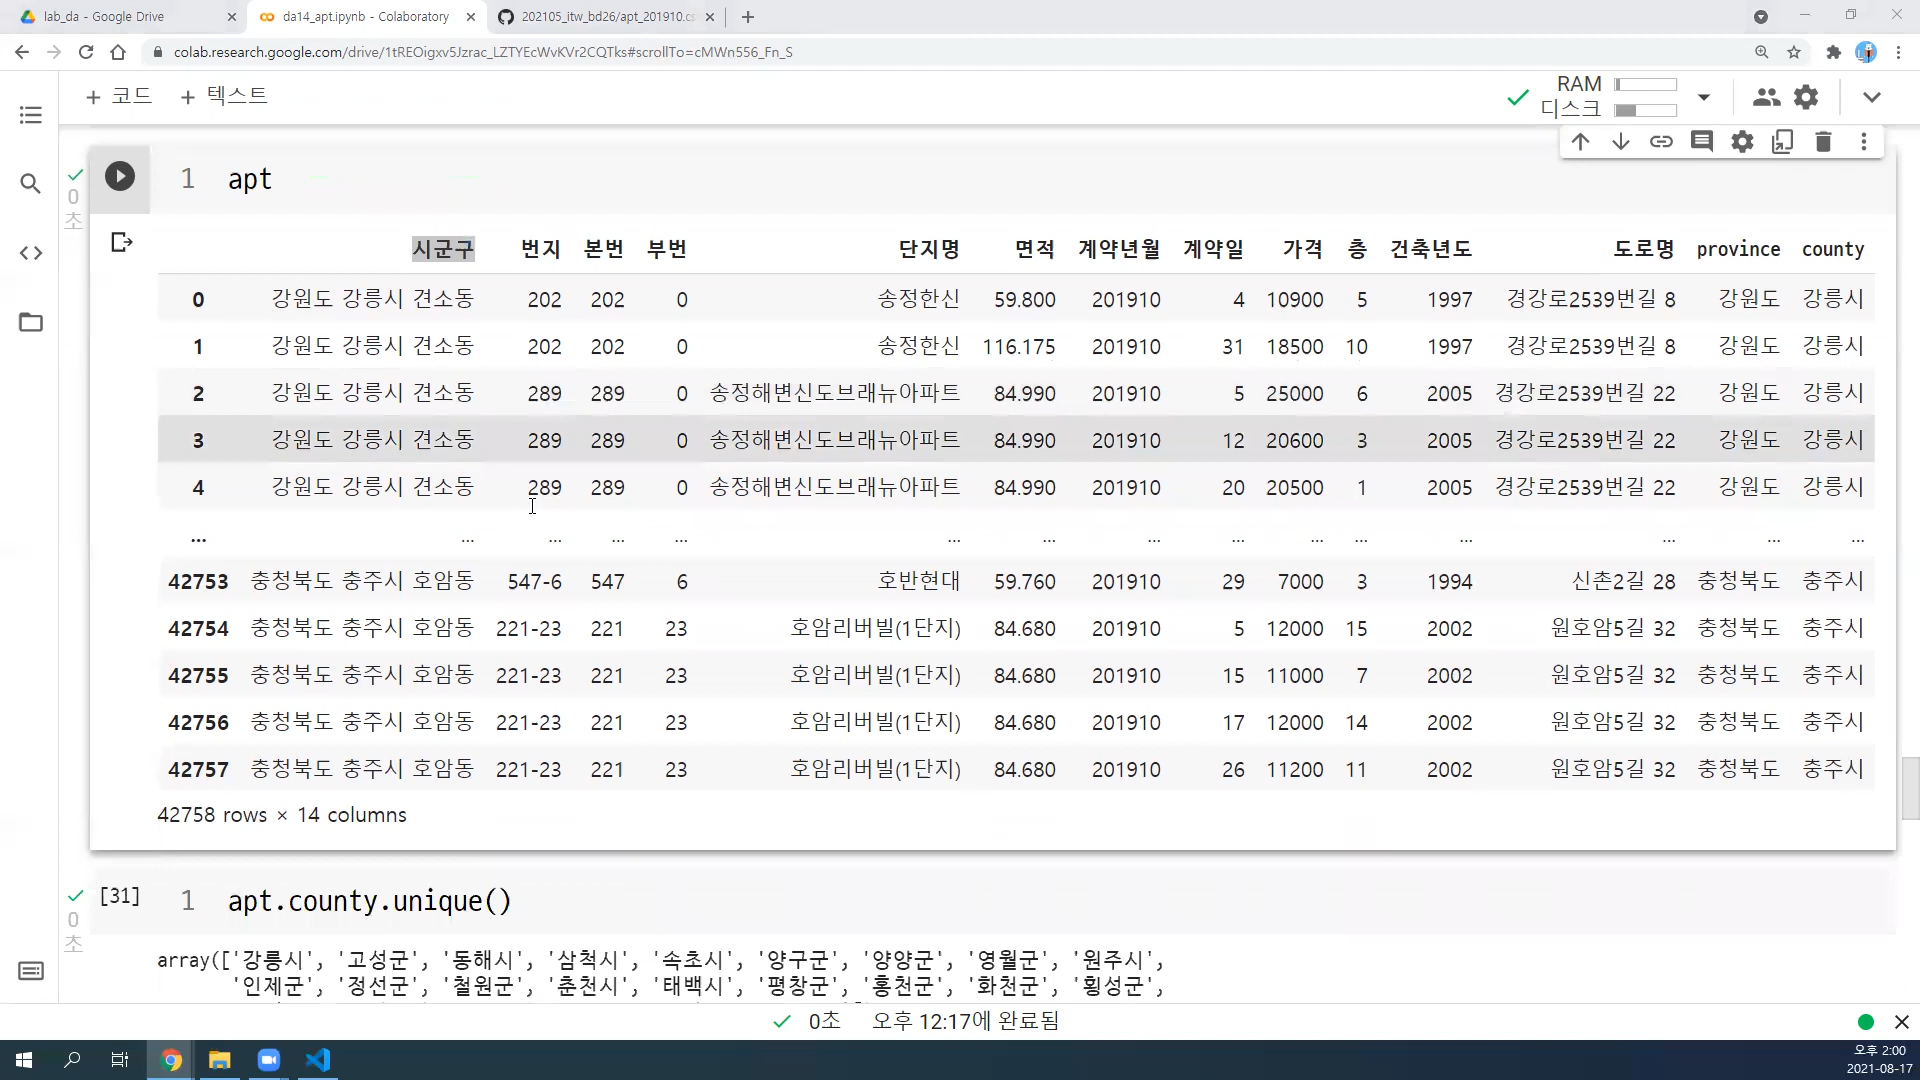 lab_da - Google Drive
da14_apt.ipynb - Colaboratory
202105_itw_bd26/apt_201910.cs
colab.research.google.com/drive/1tREOigxv5Jzrac_LZTYEcWvKVr2CQTks#scrollTo=cMWn556_Fn_S
+ 코드 + 텍스트
RAM
디스크
0
초
1 apt
시군구 번지 본번 부번 단지명 면적 계약년월 계약일 가격 층 건축년도 도로명 province county
0 강원도 강릉시 견소동 202 202 0 송정한신 59.800 201910 4 10900 5 1997 경강로2539번길 8 강원도 강릉시
1 강원도 강릉시 견소동 202 202 0 송정한신 116.175 201910 31 18500 10 1997 경강로2539번길 8 강원도 강릉시
2 강원도 강릉시 견소동 289 289 0 송정해변신도브래뉴아파트 84.990 201910 5 25000 6 2005 경강로2539번길 22 강원도 강릉시
3 강원도 강릉시 견소동 289 289 0 송정해변신도브래뉴아파트 84.990 201910 12 20600 3 2005 경강로2539번길 22 강원도 강릉시
4 강원도 강릉시 견소동 289 289 0 송정해변신도브래뉴아파트 84.990 201910 20 20500 1 2005 경강로2539번길 22 강원도 강릉시
... ... ... ... ... ... ... ... ... ... ... ... ... ... ...
42753 충청북도 충주시 호암동 547-6 547 6 호반현대 59.760 201910 29 7000 3 1994 신촌2길 28 충청북도 충주시
42754 충청북도 충주시 호암동 221-23 221 23 호암리버빌(1단지) 84.680 201910 5 12000 15 2002 원호암5길 32 충청북도 충주시
42755 충청북도 충주시 호암동 221-23 221 23 호암리버빌(1단지) 84.680 201910 15 11000 7 2002 원호암5길 32 충청북도 충주시
42756 충청북도 충주시 호암동 221-23 221 23 호암리버빌(1단지) 84.680 201910 17 12000 14 2002 원호암5길 32 충청북도 충주시
42757 충청북도 충주시 호암동 221-23 221 23 호암리버빌(1단지) 84.680 201910 26 11200 11 2002 원호암5길 32 충청북도 충주시
42758 rows × 14 columns
0
초
[31] 1 apt.county.unique()
array(['강릉시', '고성군', '동해시', '삼척시', '속초시', '양구군', '양양군', '영월군', '원주시',
'인제군', '정선군', '철원군', '춘천시', '태백시', '평창군', '홍천군', '화천군', '횡성군',
0초 오후 12:17에 완료됨
오후 2:00
2021-08-17